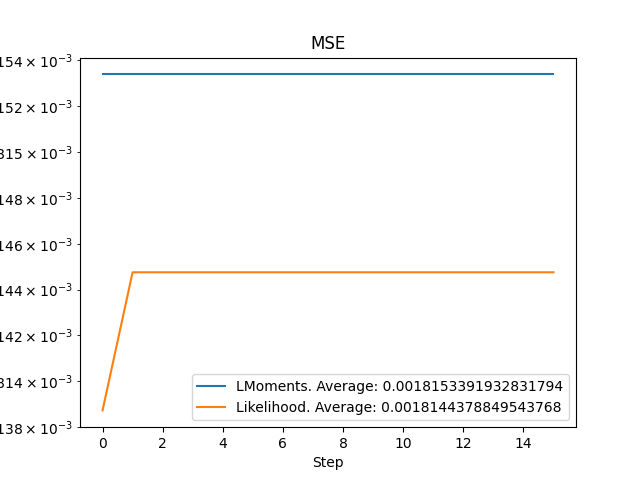 MSE
154 × 10⁻³
152 × 10⁻³
815 × 10⁻³
148 × 10⁻³
146 × 10⁻³
144 × 10⁻³
142 × 10⁻³
814 × 10⁻³
138 × 10⁻³
LMoments. Average: 0.0018153391932831794
Likelihood. Average: 0.0018144378849543768
0 2 4 6 8 10 12 14
Step